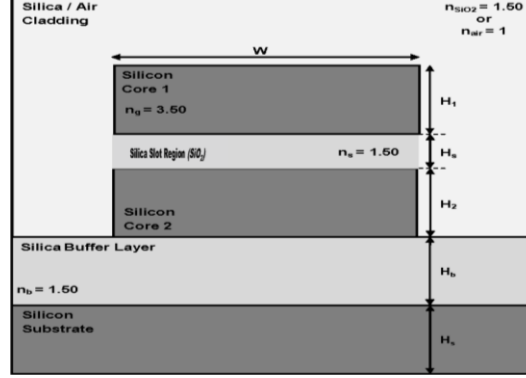 Silica / Air
Cladding
n_SiO2 = 1.50
or
n_air = 1
W
Silicon
Core 1
n_g = 3.50
H_1
Silica Slot Region (SiO_2)
n_s = 1.50
H_s
Silicon
Core 2
H_2
Silica Buffer Layer
n_b = 1.50
H_b
Silicon
Substrate
H_s